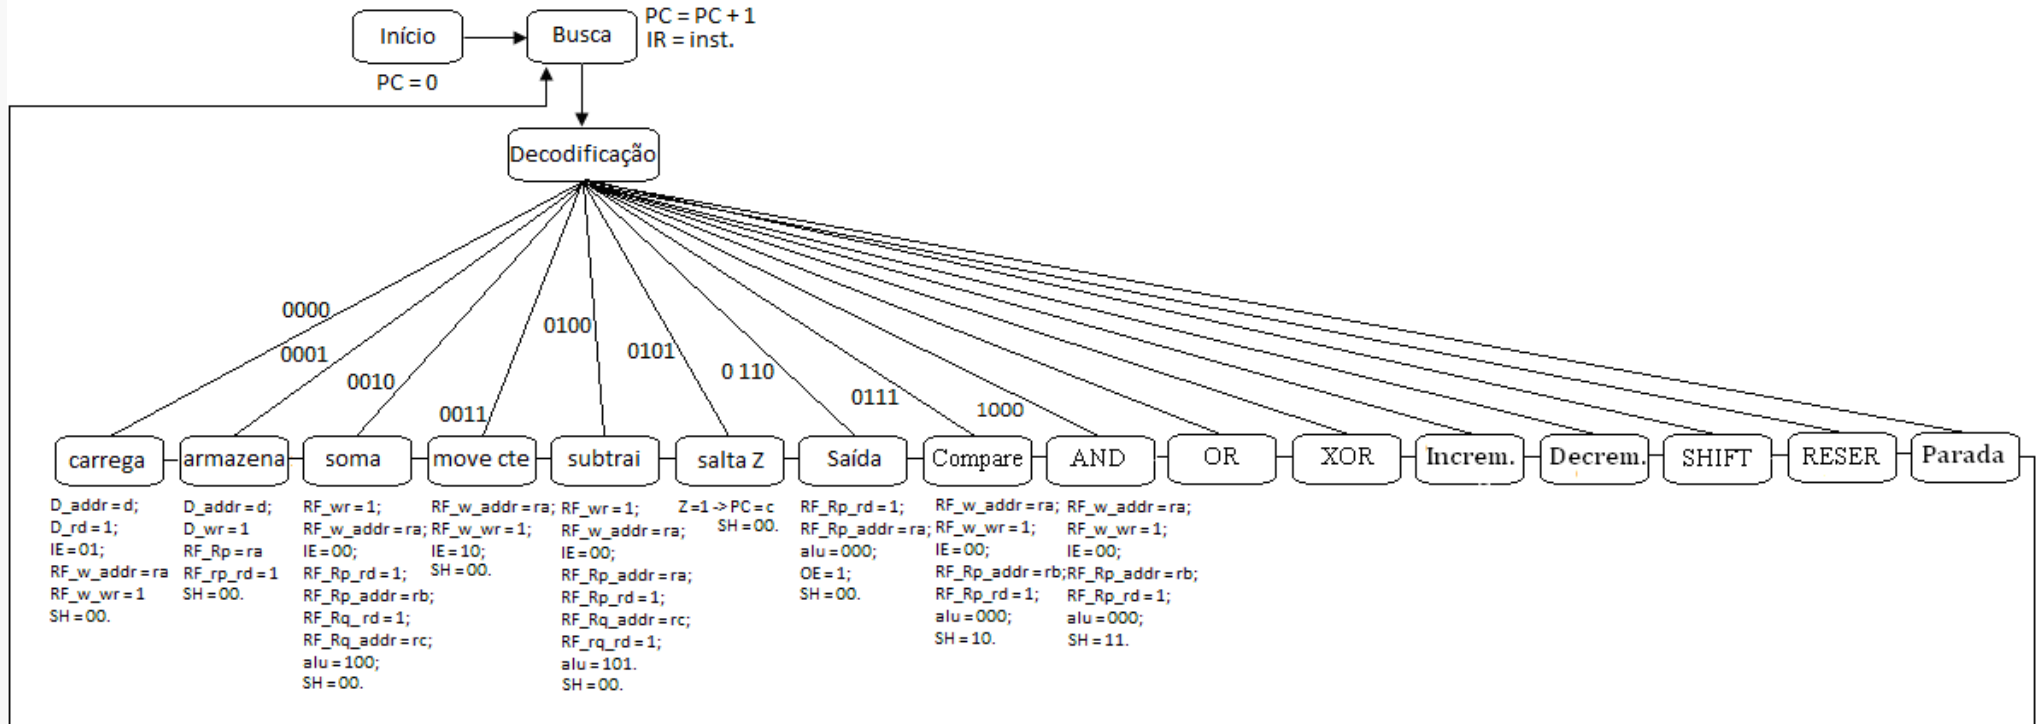 Início
Busca
PC = PC + 1
IR = inst.
PC = 0
Decodificação
0000
0001
0010
0011
0100
0101
0 110
0111
1000
carrega
armazena
soma
move cte
subtrai
salta Z
Saída
Compare
AND
OR
XOR
Increm.
Decrem.
SHIFT
RESER
Parada
D_addr = d;
D_rd = 1;
IE = 01;
RF_w_addr = ra
RF_w_wr = 1
SH = 00.
D_addr = d;
D_wr = 1
RF_Rp = ra
RF_rp_rd = 1
SH = 00.
RF_wr = 1;
RF_w_addr = ra;
IE = 00;
RF_Rp_rd = 1;
RF_Rp_addr = rb;
RF_Rq_rd = 1;
RF_Rq_addr = rc;
alu = 100;
SH = 00.
RF_w_addr = ra;
RF_w_wr = 1;
IE = 10;
SH = 00.
RF_wr = 1;
RF_w_addr = ra;
IE = 00;
RF_Rp_addr = ra;
RF_Rp_rd = 1;
RF_Rq_addr = rc;
RF_rq_rd = 1;
alu = 101.
SH = 00.
Z =1 -> PC = c
SH = 00.
RF_Rp_rd = 1;
RF_Rp_addr = ra;
alu = 000;
OE = 1;
SH = 00.
RF_w_addr = ra;
RF_w_wr = 1;
IE = 00;
RF_Rp_addr = rb;
RF_Rp_rd = 1;
alu = 000;
SH = 10.
RF_w_addr = ra;
RF_w_wr = 1;
IE = 00;
RF_Rp_addr = rb;
RF_Rp_rd = 1;
alu = 000;
SH = 11.